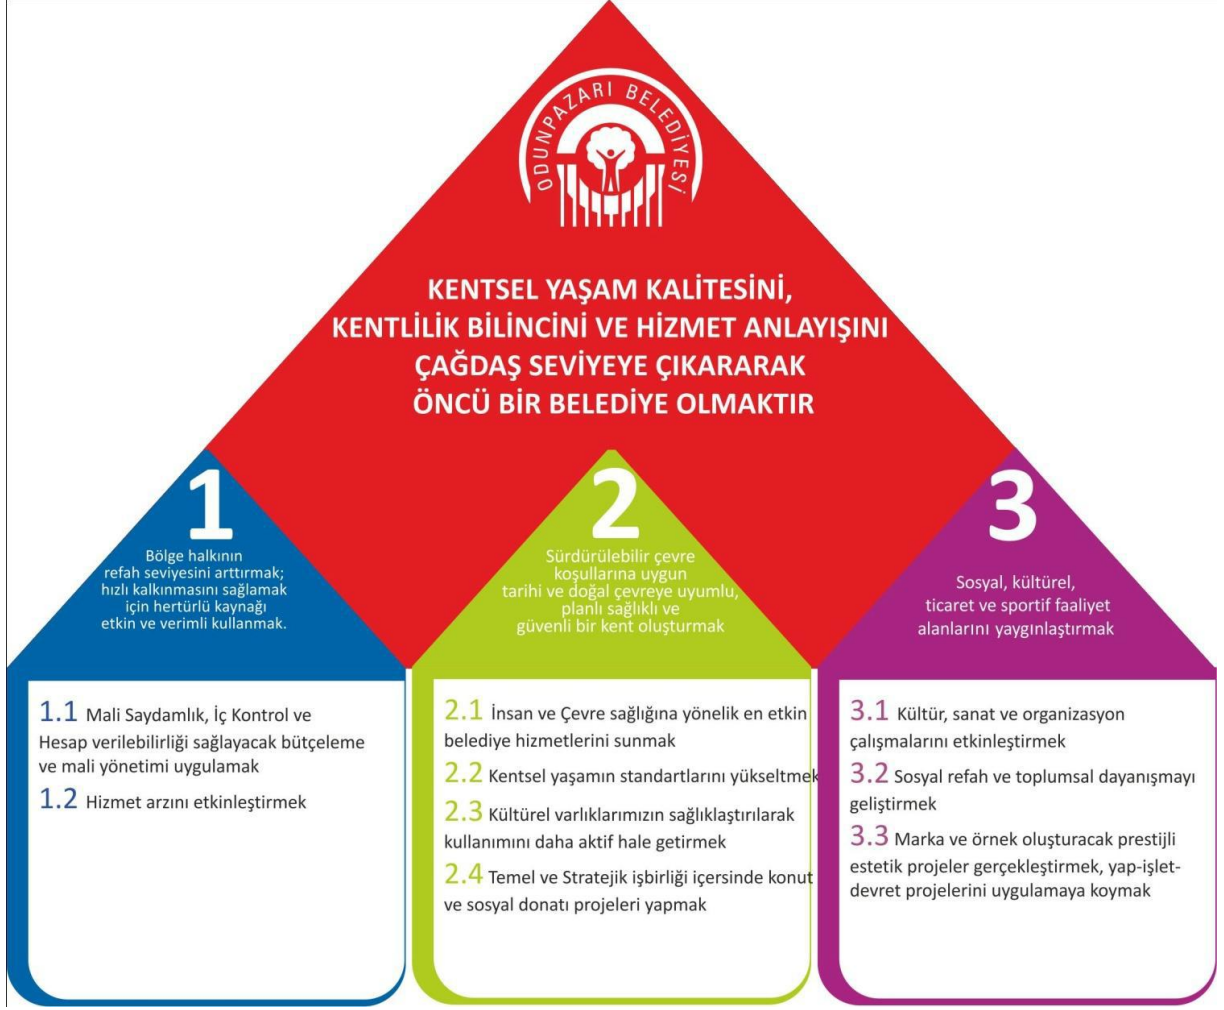 ODUNPAZARI BELEDİYESİ
KENTSEL YAŞAM KALİTESİNİ,
KENTLİLİK BİLİNCİNİ VE HİZMET ANLAYIŞINI
ÇAĞDAŞ SEVİYEYE ÇIKARARAK
ÖNCÜ BİR BELEDİYE OLMAKTIR
1
Bölge halkının
refah seviyesini arttırmak;
hızlı kalkınmasını sağlamak
için hertürlü kaynağı
etkin ve verimli kullanmak.
1.1 Mali Saydamlık, İç Kontrol ve
Hesap verilebilirliği sağlayacak bütçeleme
ve mali yönetimi uygulamak
1.2 Hizmet arzını etkinleştirmek
2
Sürdürülebilir çevre
koşullarına uygun
tarihi ve doğal çevreye uyumlu,
planlı sağlıklı ve
güvenli bir kent oluşturmak
2.1 İnsan ve Çevre sağlığına yönelik en etkin
belediye hizmetlerini sunmak
2.2 Kentsel yaşamın standartlarını yükseltmek
2.3 Kültürel varlıklarımızın sağlıklaştırılarak
kullanımını daha aktif hale getirmek
2.4 Temel ve Stratejik işbirliği içersinde konut
ve sosyal donatı projeleri yapmak
3
Sosyal, kültürel,
ticaret ve sportif faaliyet
alanlarını yaygınlaştırmak
3.1 Kültür, sanat ve organizasyon
çalışmalarını etkinleştirmek
3.2 Sosyal refah ve toplumsal dayanışmayı
geliştirmek
3.3 Marka ve örnek oluşturacak prestijli
estetik projeler gerçekleştirmek, yap-işlet-
devret projelerini uygulamaya koymak